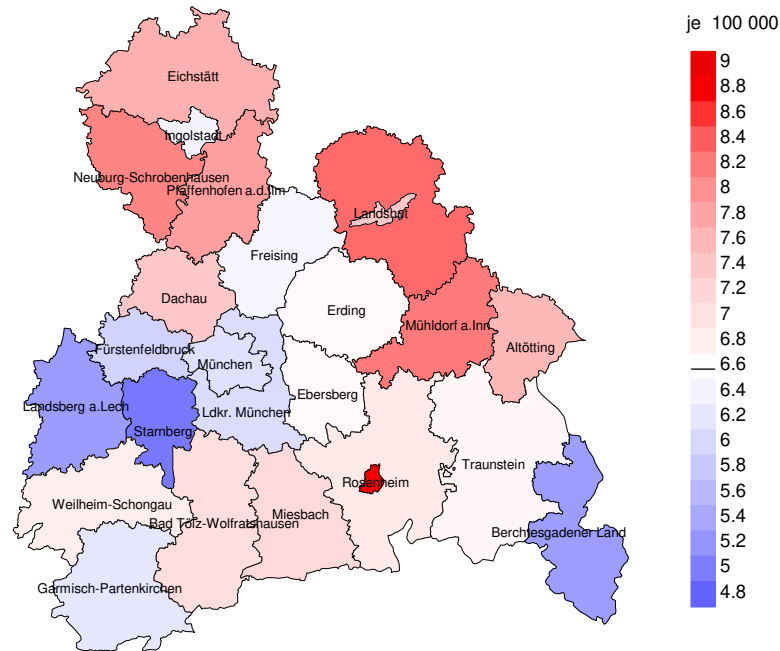 je 100 000
9
8.8
8.6
8.4
8.2
8
7.8
7.6
7.4
7.2
7
6.8
6.6
6.4
6.2
6
5.8
5.6
5.4
5.2
5
4.8
Eichstätt
Ingolstadt
Neuburg-Schrobenhausen
Pfaffenhofen a.d.Ilm
Landshut
Freising
Dachau
Erding
Mühldorf a.Inn
Altötting
Fürstenfeldbruck
München
Ebersberg
Landsberg a.Lech
Ldkr. München
Starnberg
Traunstein
Rosenheim
Weilheim-Schongau
Miesbach
Bad Tölz-Wolfratshausen
Berchtesgadener Land
Garmisch-Partenkirchen